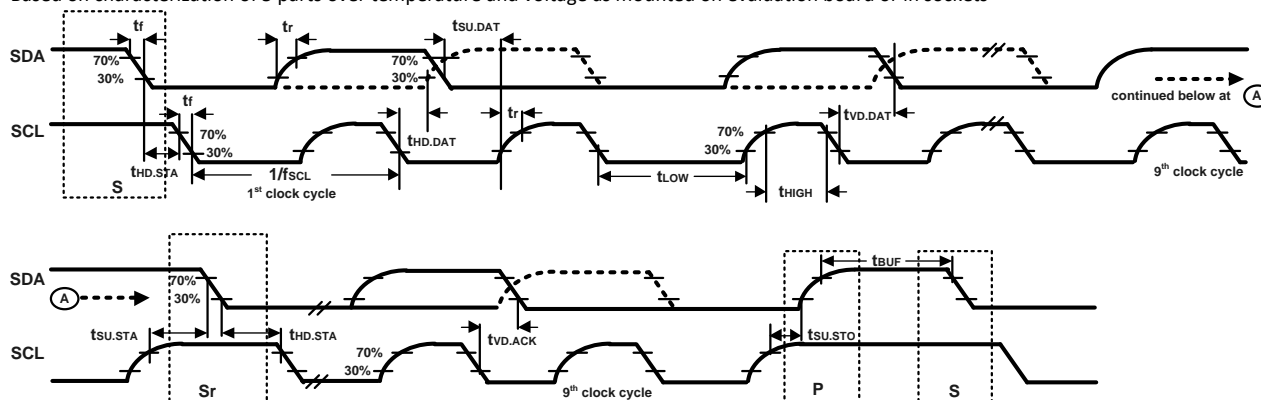 Based on characterization of 5 parts over temperature and voltage as mounted on evaluation board or in sockets
tf
tr
tSU.DAT
SDA
70%
30%
70%
30%
continued below at A
tf
tr
tVD.DAT
SCL
70%
30%
tHD.DAT
70%
30%
tHD.STA
1/fSCL
tLOW
tHIGH
S
1st clock cycle
9th clock cycle
SDA
70%
30%
tBUF
A
tSU.STA
tHD.STA
tVD.ACK
tSU.STO
SCL
70%
30%
Sr
9th clock cycle
P
S